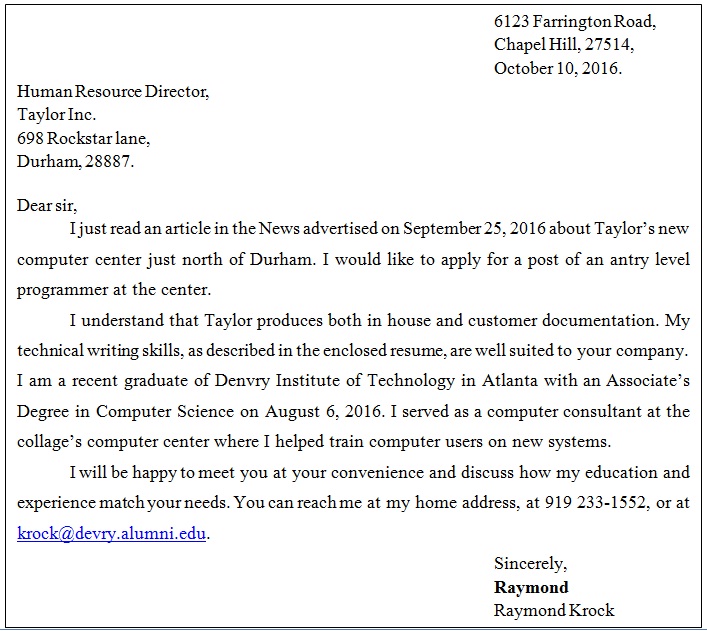 6123 Farrington Road,
Chapel Hill, 27514,
October 10, 2016.
Human Resource Director,
Taylor Inc.
698 Rockstar lane,
Durham, 28887.
Dear sir,
I just read an article in the News advertised on September 25, 2016 about Taylor’s new
computer center just north of Durham. I would like to apply for a post of an antry level
programmer at the center.
I understand that Taylor produces both in house and customer documentation. My
technical writing skills, as described in the enclosed resume, are well suited to your company.
I am a recent graduate of Denvry Institute of Technology in Atlanta with an Associate’s
Degree in Computer Science on August 6, 2016. I served as a computer consultant at the
collage’s computer center where I helped train computer users on new systems.
I will be happy to meet you at your convenience and discuss how my education and
experience match your needs. You can reach me at my home address, at 919 233-1552, or at
krock@devry.alumni.edu.
Sincerely,
Raymond
Raymond Krock